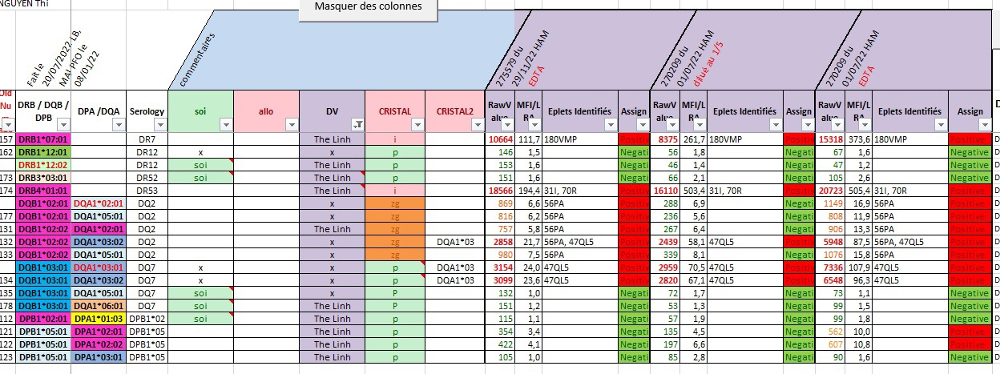 NGUYEN Thi
Masquer des colonnes
Fait le
20/07/2022-LB,
MAJ PFO le
08/01/22
commentaires
275579 du
29/11/22 HAM
EDTA
270209 du
01/07/22 HAM
dilué au 1/5
270209 du
01/07/22 HAM
EDTA
Old Nu DRB / DQB / DPB DPA /DQA Serology soi allo DV CRISTAL CRISTAL2 RawV alue MFI/L RA Eplets Identifiés Assign RawV alue MFI/L RA Eplets Identifiés Assign RawV alue MFI/L RA Eplets Identifiés Assign
157 DRB1*07:01 DR7 The Linh i 10664 111,7 180VMP Positiv 8375 261,7 180VMP Positiv 15318 373,6 180VMP Positive
162 DRB1*12:01 DR12 x The Linh p 146 1,5 Negati 56 1,8 Negati 67 1,6 Negative
DRB1*12:02 DR12 soi The Linh p 153 1,6 Negati 46 1,4 Negati 47 1,2 Negative
173 DRB3*03:01 DR52 soi The Linh p 151 1,6 Negati 66 2,1 Negati 105 2,6 Negative
174 DRB4*01:01 DR53 The Linh i 18566 194,4 31I, 70R Positiv 16110 503,4 31I, 70R Positiv 20723 505,4 31I, 70R Positive
DQB1*02:01 DQA1*02:01 DQ2 x zg 869 6,6 56PA Negati 288 6,9 Negati 1149 16,9 56PA Positive
177 DQB1*02:01 DQA1*05:01 DQ2 x zg 816 6,2 56PA Negati 236 5,6 Negati 808 11,9 56PA Positive
131 DQB1*02:02 DQA1*02:01 DQ2 x zg 757 5,8 56PA Negati 267 6,4 Negati 906 13,3 56PA Positive
132 DQB1*02:02 DQA1*03:02 DQ2 x zg DQA1*03 2858 21,7 56PA, 47QL5 Positiv 2439 58,1 56PA, 47QL5 Positiv 5948 87,5 56PA, 47QL5 Positive
133 DQB1*02:02 DQA1*05:01 DQ2 x zg 980 7,5 56PA Negati 339 8,1 Negati 1076 15,8 56PA Positive
DQB1*03:01 DQA1*03:01 DQ7 x x p DQA1*03 3154 24,0 47QL5 Positiv 2959 70,5 47QL5 Positiv 7336 107,9 47QL5 Positive
134 DQB1*03:01 DQA1*03:02 DQ7 x x p DQA1*03 3099 23,6 47QL5 Positiv 2820 67,1 47QL5 Positiv 6548 96,3 47QL5 Positive
135 DQB1*03:01 DQA1*05:01 DQ7 soi x p 132 1,0 Negati 72 1,7 Negati 73 1,1 Negative
178 DQB1*03:01 DQA1*06:01 DQ7 soi The Linh p 151 1,2 Negati 53 1,3 Negati 99 1,5 Negative
112 DPB1*02:01 DPA1*01:03 DPB1*02 soi The Linh p 115 1,1 Negati 57 1,9 Negati 99 1,5 Negative
121 DPB1*05:01 DPA1*02:01 DPB1*05 The Linh p 354 3,4 Negati 135 4,5 Negati 562 10,0 Positive
122 DPB1*05:01 DPA1*02:02 DPB1*05 The Linh p 422 4,1 Negati 197 6,6 Negati 607 10,8 Positive
123 DPB1*05:01 DPA1*03:01 DPB1*05 The Linh p 105 1,0 Negati 85 2,8 Negati 90 1,6 Negative